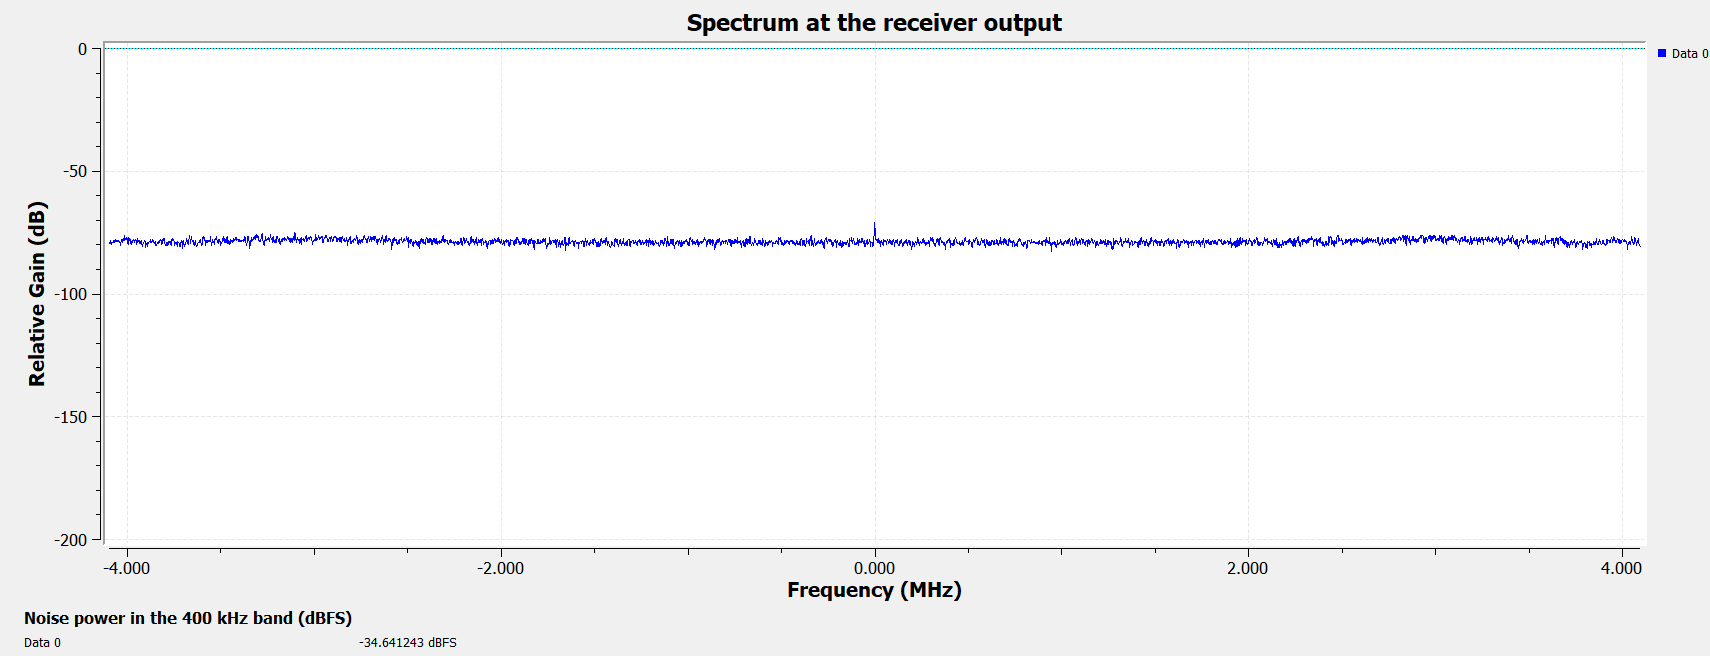 Spectrum at the receiver output
Data 0
Relative Gain (dB)
0
-50
-100
-150
-200
-4.000 -2.000 0.000 2.000 4.000
Frequency (MHz)
Noise power in the 400 kHz band (dBFS)
Data 0 -34.641243 dBFS